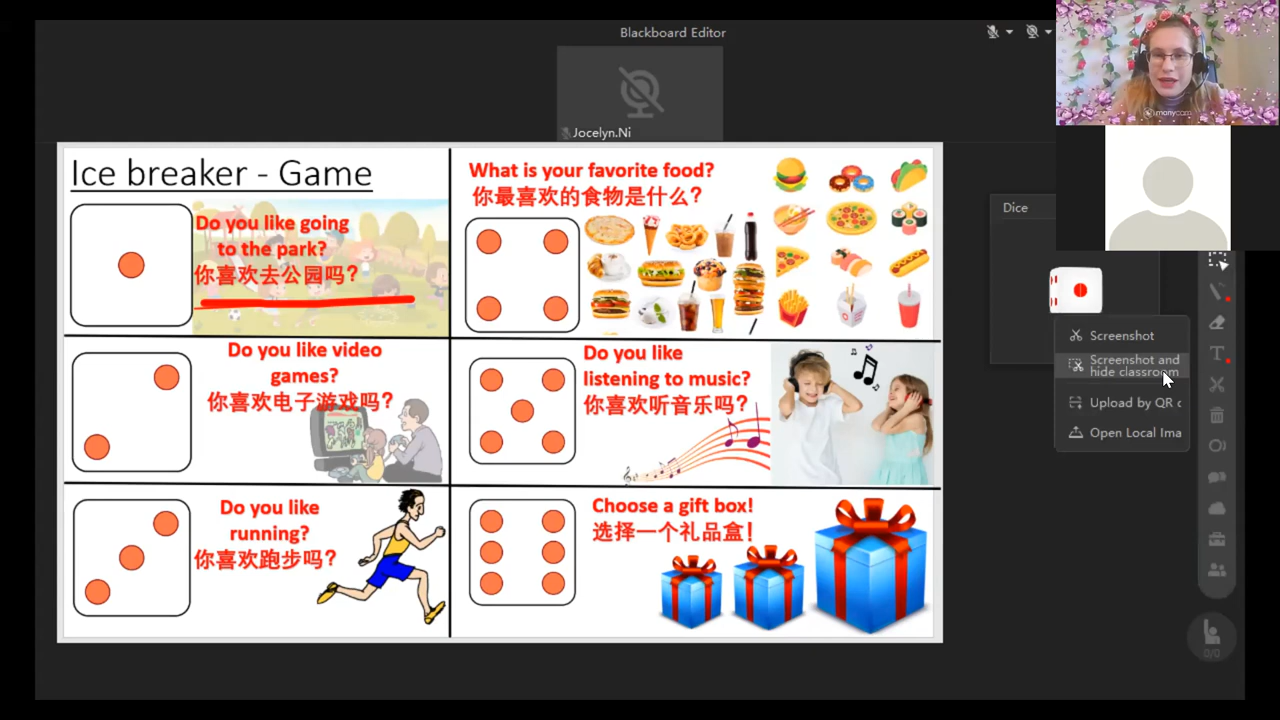 Blackboard Editor
Jocelyn.Ni
Ice breaker - Game
Do you like going
to the park?
你喜欢去公园吗?
What is your favorite food?
你最喜欢的食物是什么?
Do you like video
games?
你喜欢电子游戏吗?
Do you like
listening to music?
你喜欢听音乐吗?
Do you like
running?
你喜欢跑步吗?
Choose a gift box!
选择一个礼品盒!
manycam
Dice
Screenshot
Screenshot and
hide classroom
Upload by QR c
Open Local Ima
T
0/0